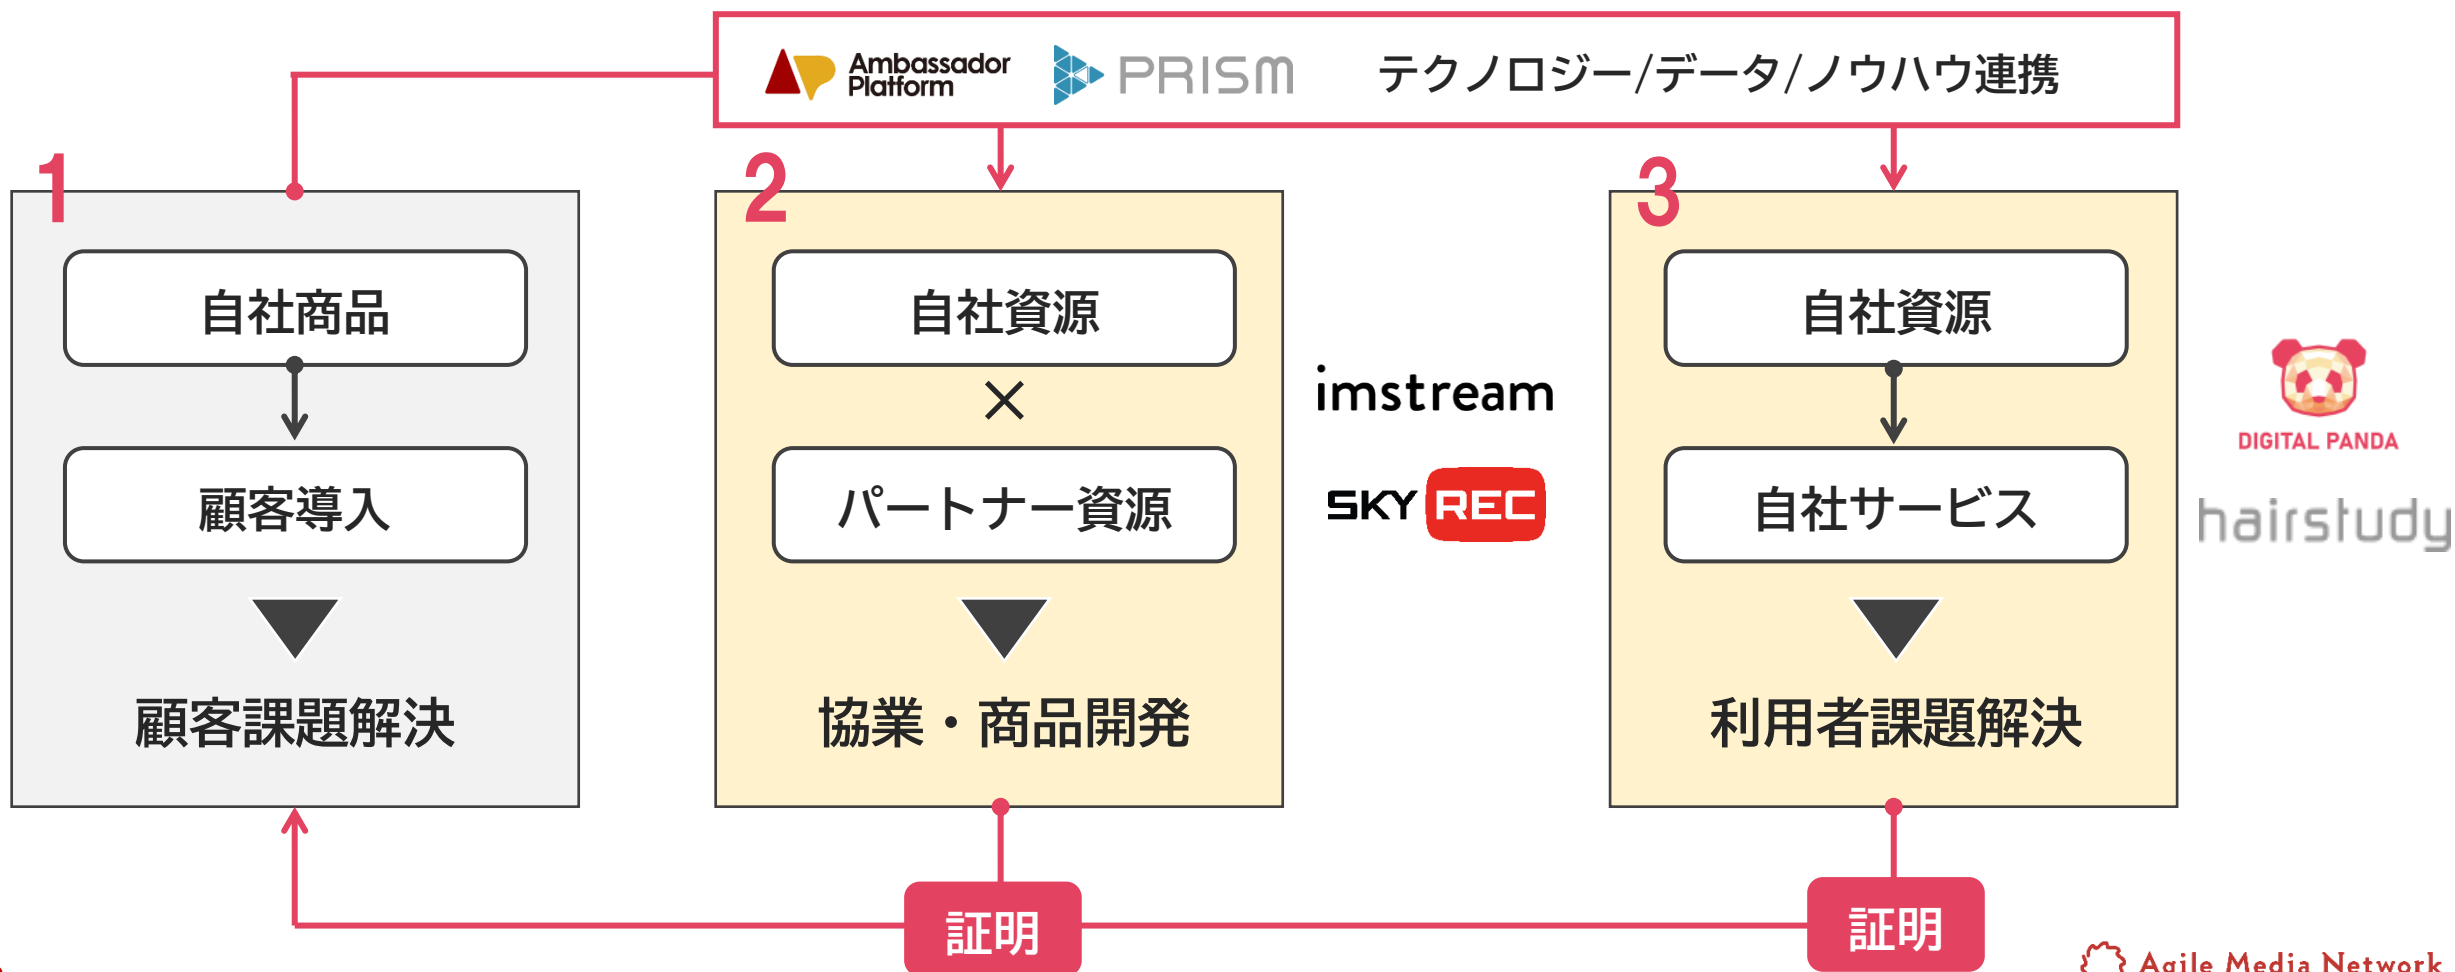 Ambassador
Platform
PRISM
テクノロジー/データ/ノウハウ連携
1
自社商品
顧客導入
顧客課題解決
2
自社資源
×
パートナー資源
協業・商品開発
imstream
SKY REC
3
自社資源
自社サービス
利用者課題解決
DIGITAL PANDA
hairstudy
証明
証明
Agile Media Network